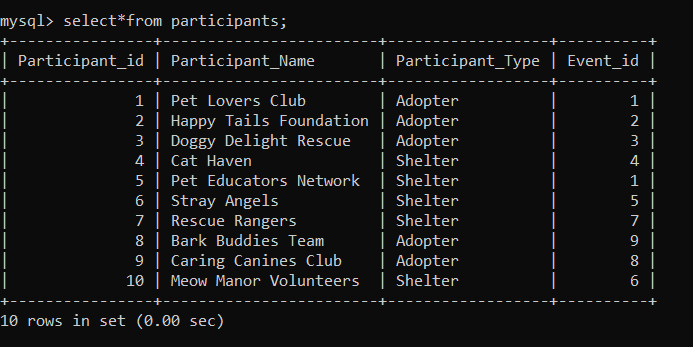 mysql> select*from participants;
+----------------+-----------------------+------------------+----------+
| Participant_id | Participant_Name      | Participant_Type | Event_id |
+----------------+-----------------------+------------------+----------+
|              1 | Pet Lovers Club       | Adopter          |        1 |
|              2 | Happy Tails Foundation | Adopter          |        2 |
|              3 | Doggy Delight Rescue  | Adopter          |        3 |
|              4 | Cat Haven             | Shelter          |        4 |
|              5 | Pet Educators Network | Shelter          |        1 |
|              6 | Stray Angels          | Shelter          |        5 |
|              7 | Rescue Rangers        | Shelter          |        7 |
|              8 | Bark Buddies Team     | Adopter          |        9 |
|              9 | Caring Canines Club   | Adopter          |        8 |
|             10 | Meow Manor Volunteers | Shelter          |        6 |
+----------------+-----------------------+------------------+----------+
10 rows in set (0.00 sec)